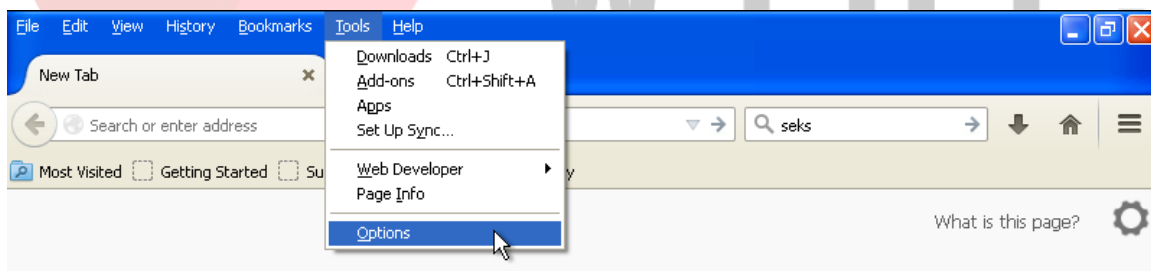 File Edit View History Bookmarks Tools Help
New Tab
Downloads Ctrl+J
Add-ons Ctrl+Shift+A
Apps
Set Up Sync...
Web Developer
Page Info
Options
Search or enter address
seks
Most Visited Getting Started Su
y
What is this page?